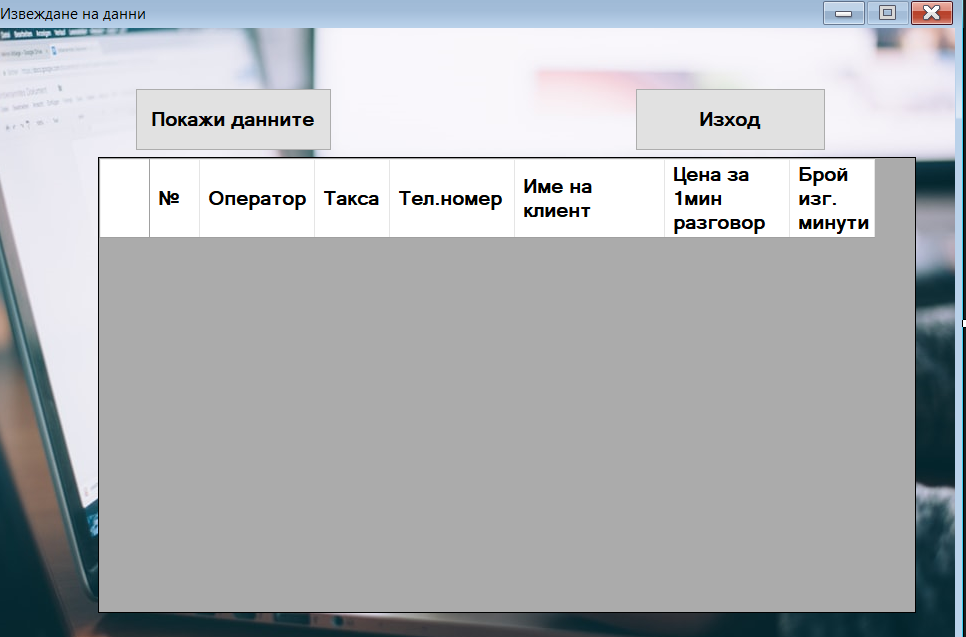 Извеждане на данни
Покажи данните
Изход
№
Оператор
Такса
Тел.номер
Име на
клиент
Цена за
1мин
разговор
Брой
изг.
минути